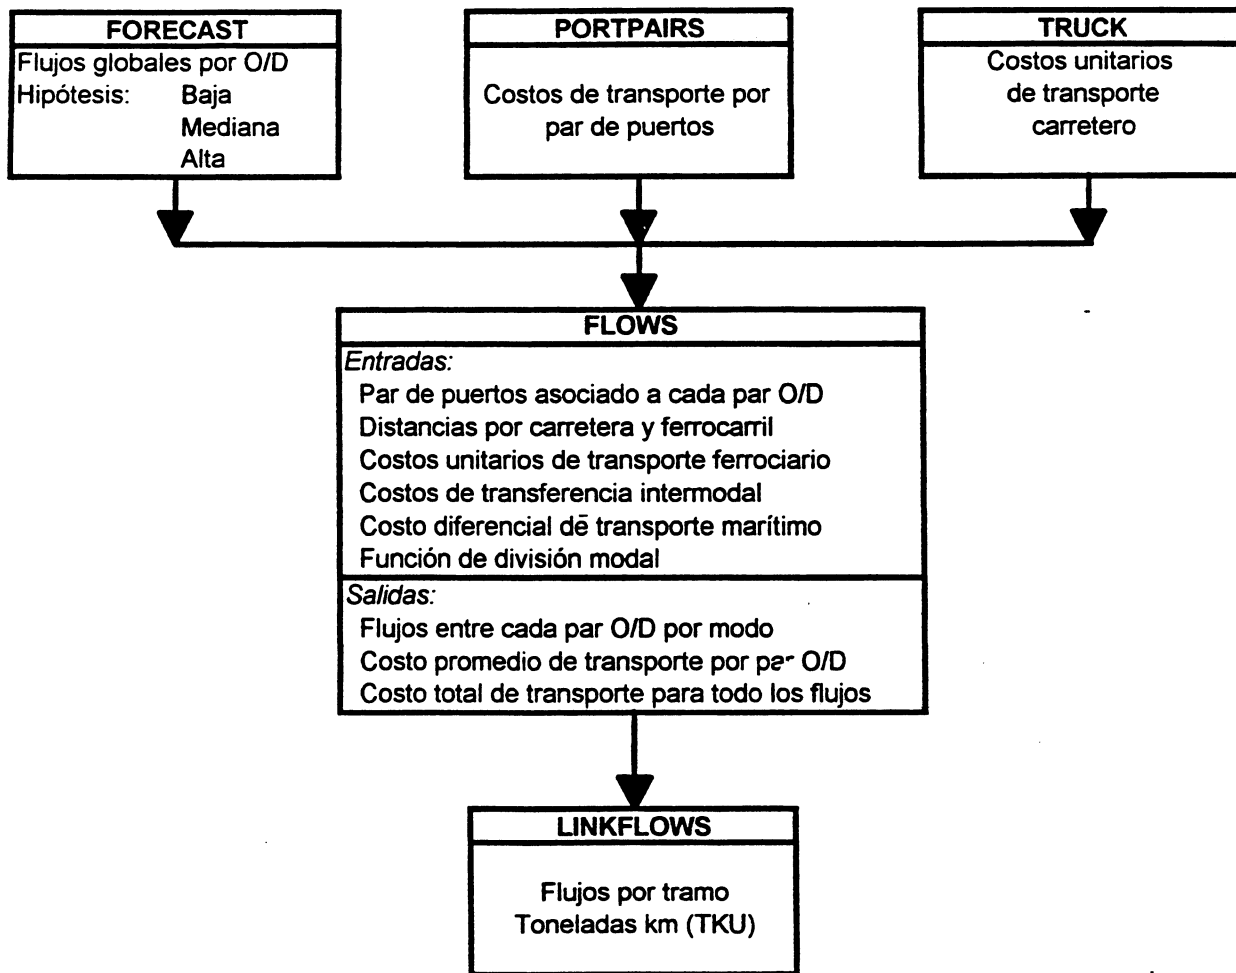 FORECAST
Flujos globales por O/D
Hipótesis: Baja
Mediana
Alta
PORTPAIRS
Costos de transporte por
par de puertos
TRUCK
Costos unitarios
de transporte
carretero
FLOWS
Entradas:
Par de puertos asociado a cada par O/D
Distancias por carretera y ferrocarril
Costos unitarios de transporte ferrociario
Costos de transferencia intermodal
Costo diferencial de transporte marítimo
Función de división modal
Salidas:
Flujos entre cada par O/D por modo
Costo promedio de transporte por par O/D
Costo total de transporte para todo los flujos
LINKFLOWS
Flujos por tramo
Toneladas km (TKU)